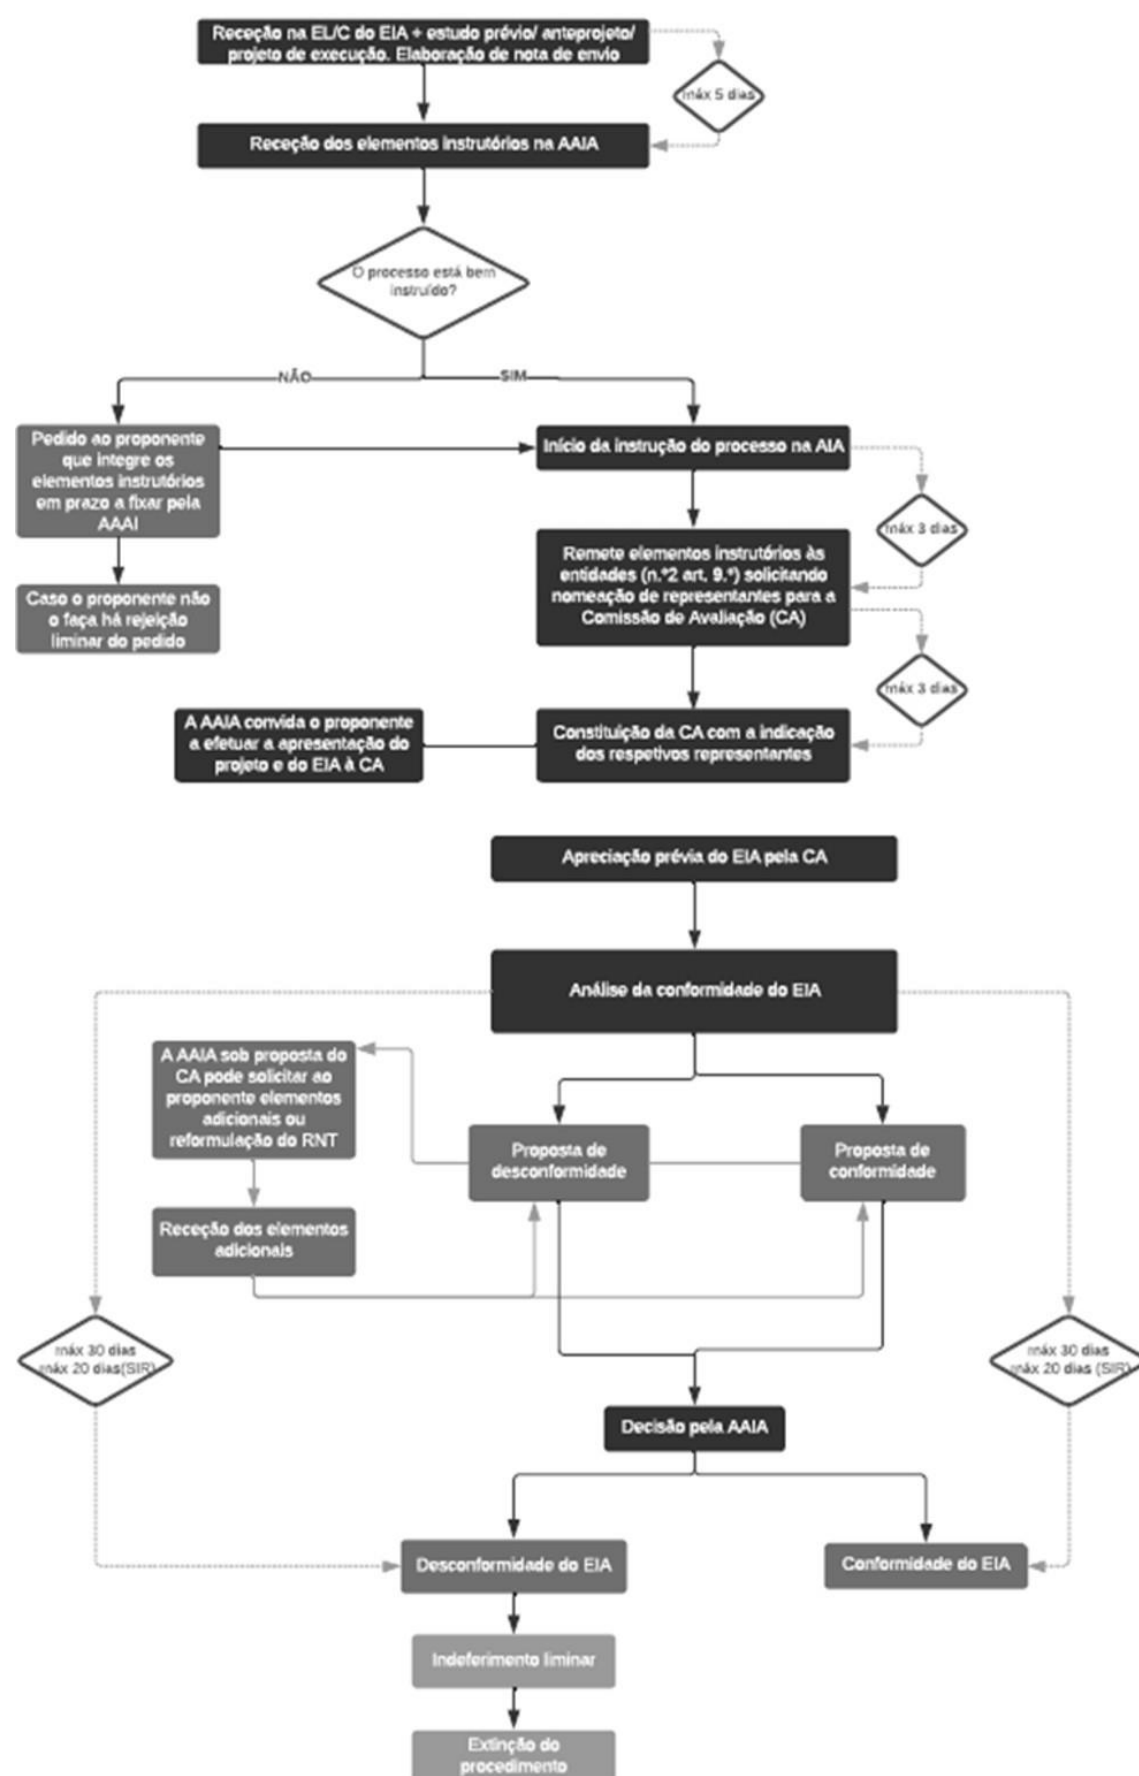 Receção na EL/C do EIA + estudo prévio/ anteprojeto/
projeto de execução. Elaboração de nota de envio
máx 5 dias
Receção dos elementos instrutórios na AAIA
O processo está bem
instruído?
NÃO
SIM
Pedido ao proponente
que integre os
elementos instrutórios
em prazo a fixar pela
AAAI
Início da instrução do processo na AIA
máx 3 dias
Remete elementos instrutórios às
entidades (n.º2 art. 9.º) solicitando
nomeação de representantes para a
Comissão de Avaliação (CA)
Caso o proponente não
o faça há rejeição
liminar do pedido
máx 3 dias
A AAIA convida o proponente
a efetuar a apresentação do
projeto e do EIA à CA
Constituição da CA com a indicação
dos respetivos representantes
Apreciação prévia do EIA pela CA
Análise da conformidade do EIA
A AAIA sob proposta do
CA pode solicitar ao
proponente elementos
adicionais ou
reformulação do RNT
Proposta de
desconformidade
Proposta de
conformidade
Receção dos elementos
adicionais
máx 30 dias
máx 20 dias(SIR)
máx 30 dias
máx 20 dias (SIR)
Decisão pela AAIA
Desconformidade do EIA
Conformidade do EIA
Indeferimento liminar
Extinção do
procedimento